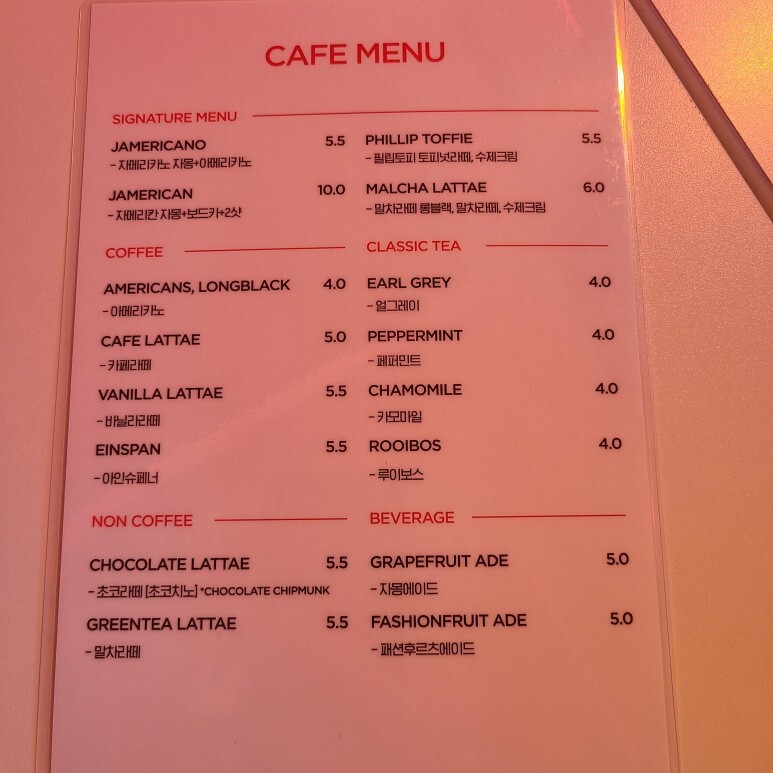 CAFE MENU
SIGNATURE MENU
JAMERICANO 5.5
- 자메리카노 자몽+아메리카노
JAMERICAN 10.0
- 자메리칸 자몽+보드카+2샷
PHILLIP TOFFIE 5.5
- 필립토피 토피넛라떼, 수제크림
MALCHA LATTAE 6.0
- 말차라떼 롱블랙, 말차라떼, 수제크림
COFFEE
AMERICANS, LONGBLACK 4.0
- 아메리카노
CAFE LATTAE 5.0
- 카페라떼
VANILLA LATTAE 5.5
- 바닐라라떼
EINSPAN 5.5
- 아인슈페너
CLASSIC TEA
EARL GREY 4.0
- 얼그레이
PEPPERMINT 4.0
- 페퍼민트
CHAMOMILE 4.0
- 카모마일
ROOIBOS 4.0
- 루이보스
NON COFFEE
CHOCOLATE LATTAE 5.5
- 초코라떼 [초코치노] *CHOCOLATE CHIPMUNK
GREENTEA LATTAE 5.5
- 말차라떼
BEVERAGE
GRAPEFRUIT ADE 5.0
- 자몽에이드
FASHIONFRUIT ADE 5.0
- 패션후르츠에이드